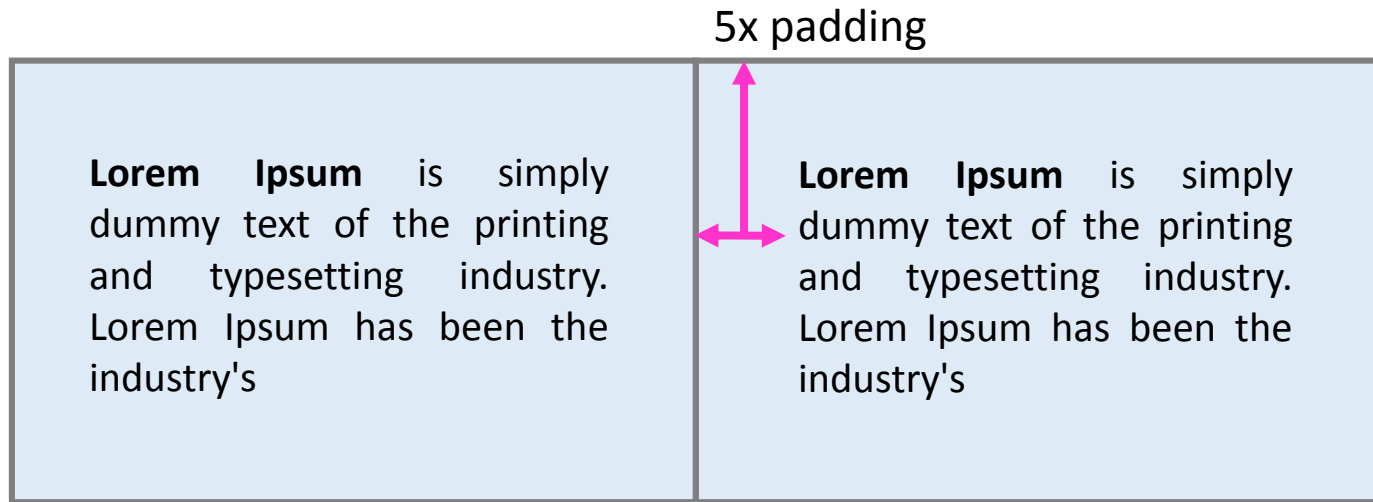 5x padding
Lorem Ipsum is simply
dummy text of the printing
and typesetting industry.
Lorem Ipsum has been the
industry's
Lorem Ipsum is simply
dummy text of the printing
and typesetting industry.
Lorem Ipsum has been the
industry's